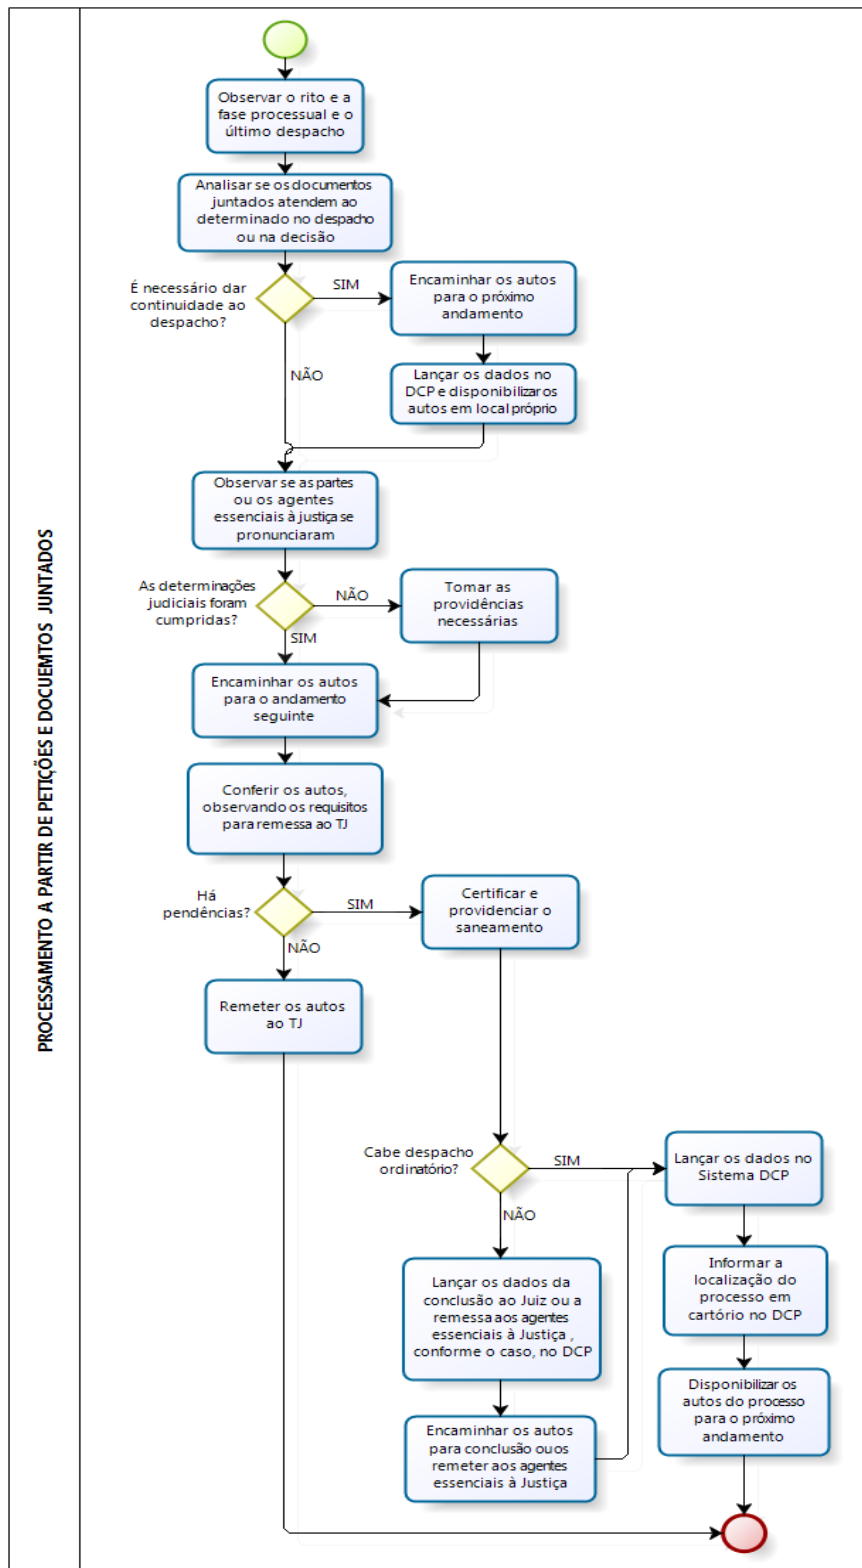 PROCESSAMENTO A PARTIR DE PETIÇÕES E DOCUEMTOS JUNTADOS
Observar o rito e a
fase processual e o
último despacho
Analisar se os documentos
juntados atendem ao
determinado no despacho
ou na decisão
É necessário dar
continuidade ao
despacho?
SIM
Encaminhar os autos
para o próximo
andamento
NÃO
Lançar os dados no
DCP e disponibilizar os
autos em local próprio
Observar se as partes
ou os agentes
essenciais à justiça se
pronunciaram
As determinações
judiciais foram
cumpridas?
NÃO
Tomar as
providências
necessárias
SIM
Encaminhar os autos
para o andamento
seguinte
Conferir os autos,
observando os requisitos
para remessa ao TJ
Há
pendências?
SIM
Certificar e
providenciar o
saneamento
NÃO
Remeter os autos
ao TJ
Cabe despacho
ordinatório?
SIM
Lançar os dados no
Sistema DCP
NÃO
Lançar os dados da
conclusão ao Juiz ou a
remessa aos agentes
essenciais à Justiça ,
conforme o caso, no DCP
Informar a
localização do
processo em
cartório no DCP
Encaminhar os autos
para conclusão ou os
remeter aos agentes
essenciais à Justiça
Disponibilizar os
autos do processo
para o próximo
andamento